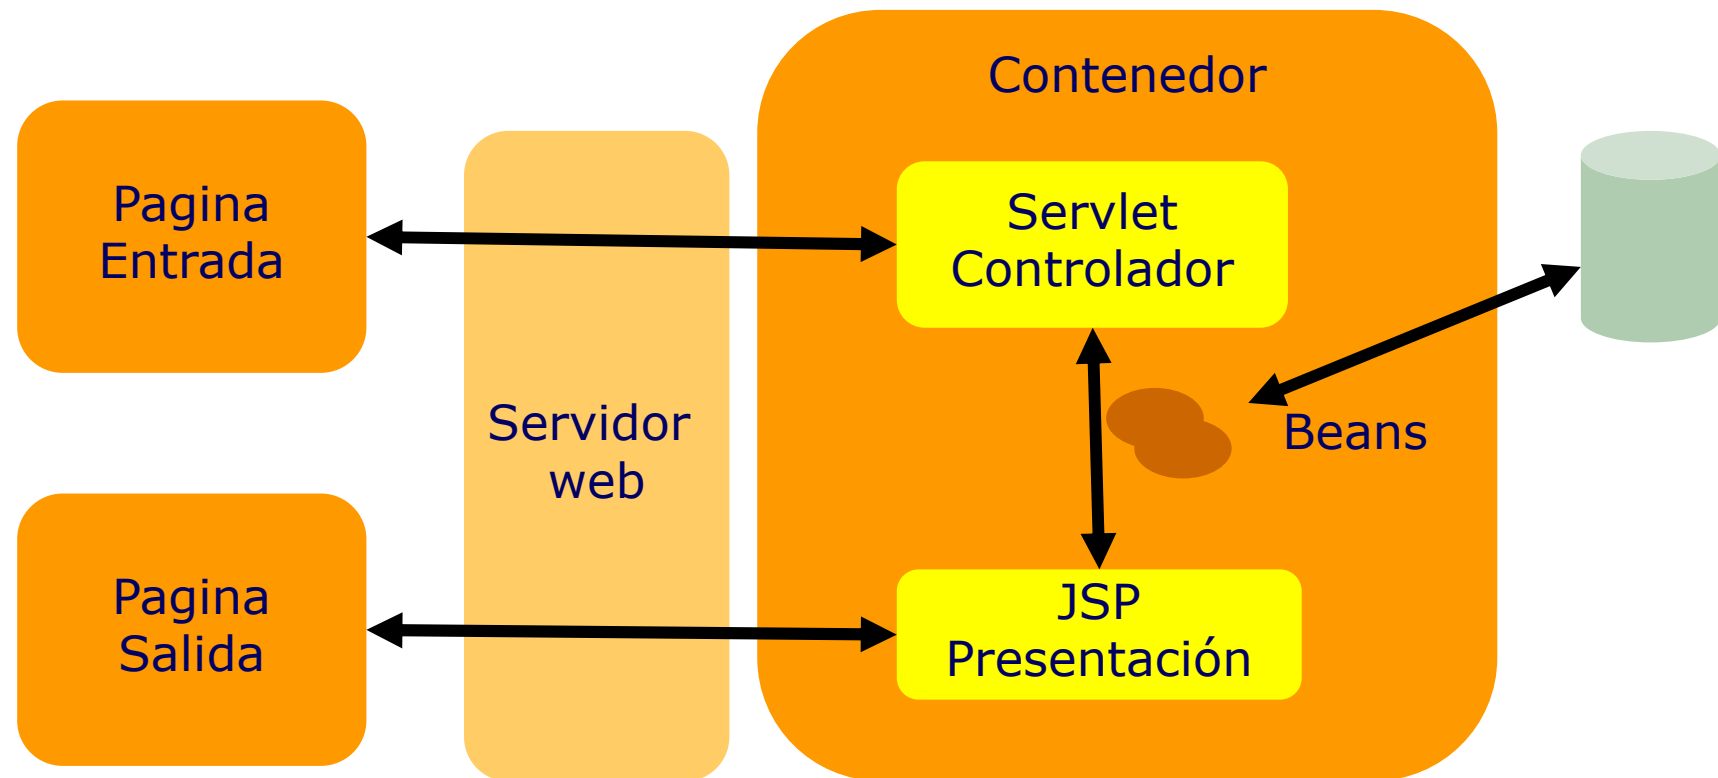 Contenedor
Pagina
Entrada
Servlet
Controlador
Servidor
web
Beans
Pagina
Salida
JSP
Presentación